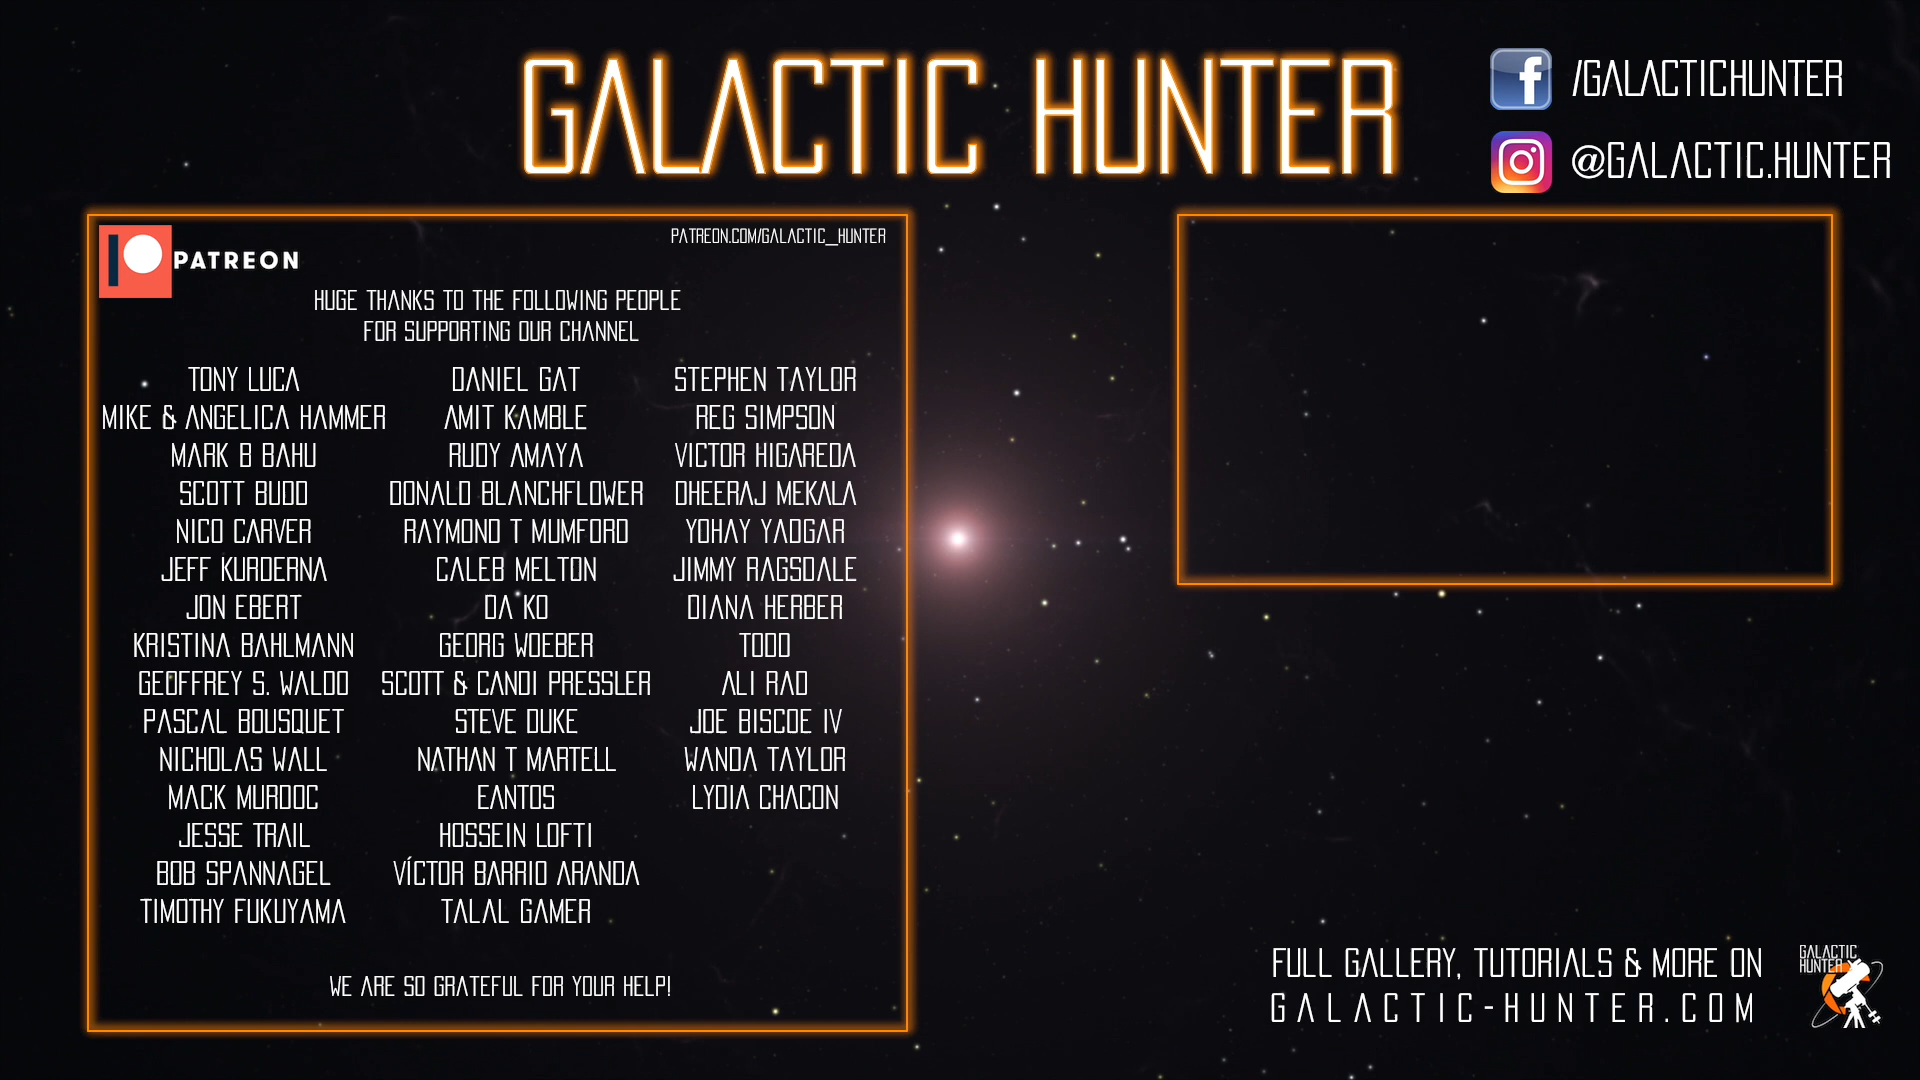 GALACTIC HUNTER
/GALACTICHUNTER
@GALACTIC.HUNTER
PATREON
PATREON.COM/GALACTIC_HUNTER
HUGE THANKS TO THE FOLLOWING PEOPLE
FOR SUPPORTING OUR CHANNEL
TONY LUCA
MIKE & ANGELICA HAMMER
MARK B BAHU
SCOTT BUDD
NICO CARVER
JEFF KURDERNA
JON EBERT
KRISTINA BAHLMANN
GEOFFREY S. WALDO
PASCAL BOUSQUET
NICHOLAS WALL
MACK MURDOC
JESSE TRAIL
BOB SPANNAGEL
TIMOTHY FUKUYAMA
DANIEL GAT
AMIT KAMBLE
RUDY AMAYA
DONALD BLANCHFLOWER
RAYMOND T MUMFORD
CALEB MELTON
DA KO
GEORG WOEBER
SCOTT & CANDI PRESSLER
STEVE DUKE
NATHAN T MARTELL
EANTOS
HOSSEIN LOFTI
VÍCTOR BARRIO ARANDA
TALAL GAMER
STEPHEN TAYLOR
REG SIMPSON
VICTOR HIGAREDA
DHEERAJ MEKALA
YOHAY YADGAR
JIMMY RAGSDALE
DIANA HERBER
TODD
ALI RAD
JOE BISCOE IV
WANDA TAYLOR
LYDIA CHACON
WE ARE SO GRATEFUL FOR YOUR HELP!
FULL GALLERY, TUTORIALS & MORE ON
GALACTIC-HUNTER.COM
GALACTIC
HUNTER